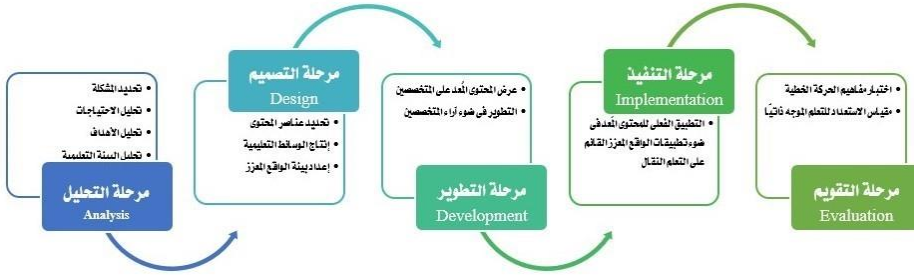 • تحديد المشكلة
• تحليل الاحتياجات
• تحليل الأهداف
• تحليل البيئة التعليمية
مرحلة التحليل
Analysis
مرحلة التصميم
Design
• تحديد عناصر المحتوى
• إنتاج الوسائط التعليمية
• إعداد بيئة الواقع المعزز
• عرض المحتوى المُعد على المتخصصين
• التطوير في ضوء آراء المتخصصين
مرحلة التطوير
Development
مرحلة التنفيذ
Implementation
• التطبيق الفعلي للمحتوى المُعد في
ضوء تطبيقات الواقع المعزز القائم
على التعلم النقال
• اختبار مفاهيم الحركة الخطية
• مقياس الاستعداد للتعلم الموجه ذاتيًا
مرحلة التقويم
Evaluation